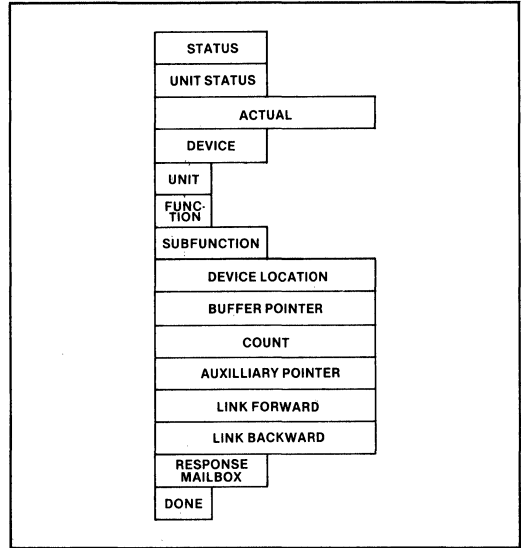 STATUS
UNIT STATUS
ACTUAL
DEVICE
UNIT
FUNC-
TION
SUBFUNCTION
DEVICE LOCATION
BUFFER POINTER
COUNT
AUXILLIARY POINTER
LINK FORWARD
LINK BACKWARD
RESPONSE
MAILBOX
DONE